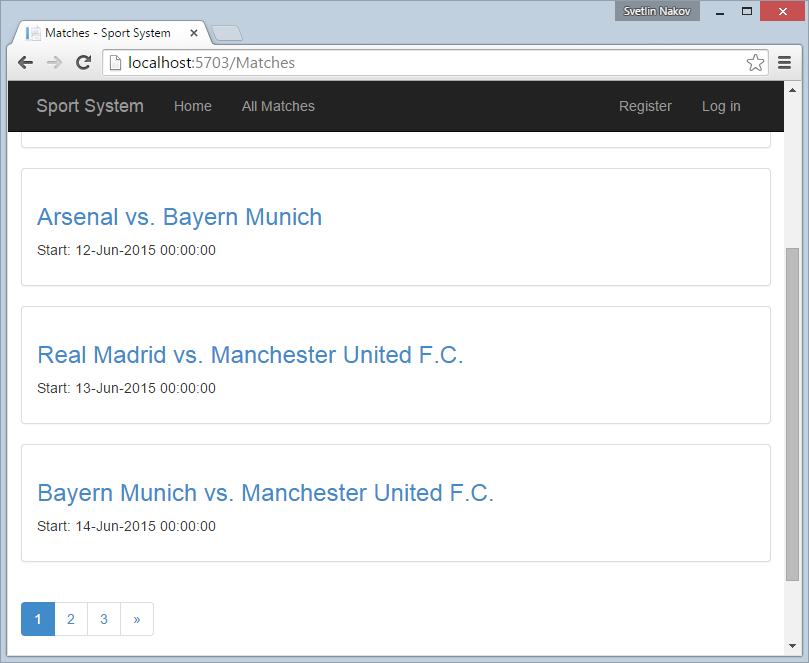 Svetlin Nakov
Matches - Sport System
localhost:5703/Matches
Sport System Home All Matches Register Log in
Arsenal vs. Bayern Munich
Start: 12-Jun-2015 00:00:00
Real Madrid vs. Manchester United F.C.
Start: 13-Jun-2015 00:00:00
Bayern Munich vs. Manchester United F.C.
Start: 14-Jun-2015 00:00:00
1 2 3 »